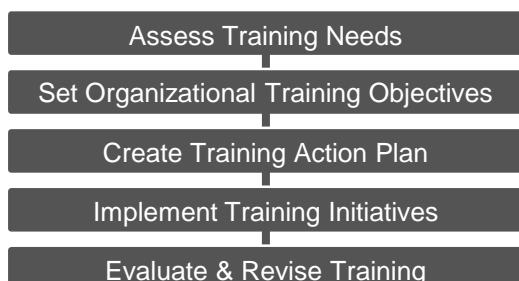 Assess Training Needs
Set Organizational Training Objectives
Create Training Action Plan
Implement Training Initiatives
Evaluate & Revise Training